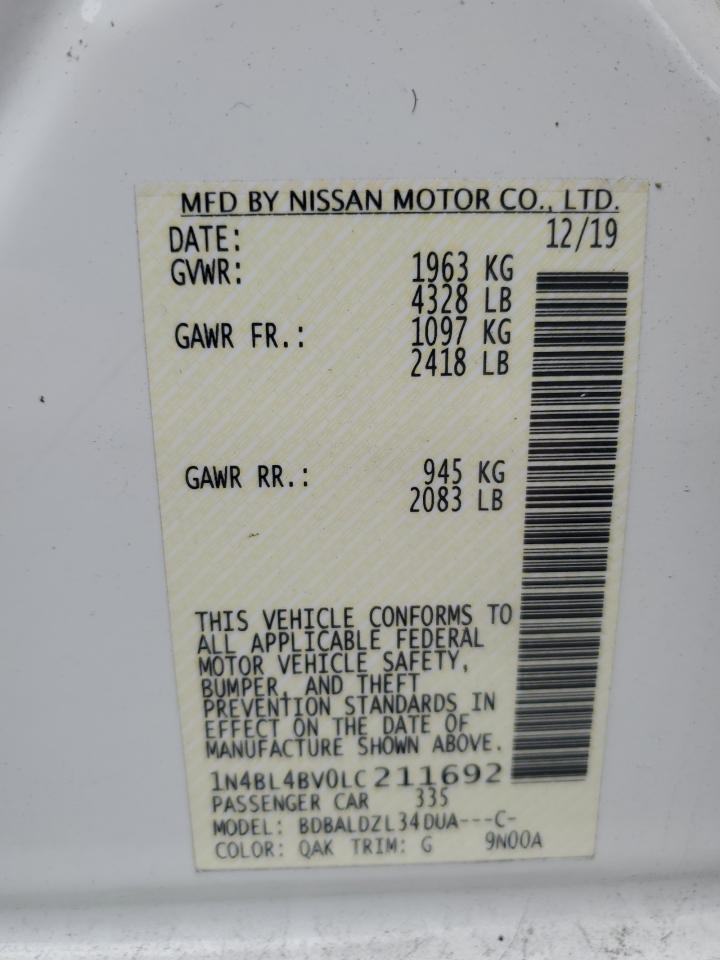 MFD BY NISSAN MOTOR CO., LTD.
DATE: 12/19
GVWR: 1963 KG
4328 LB
GAWR FR.: 1097 KG
2418 LB
GAWR RR.: 945 KG
2083 LB
THIS VEHICLE CONFORMS TO
ALL APPLICABLE FEDERAL
MOTOR VEHICLE SAFETY,
BUMPER, AND THEFT
PREVENTION STANDARDS IN
EFFECT ON THE DATE OF
MANUFACTURE SHOWN ABOVE.
1N4BL4BV0LC211692
PASSENGER CAR 335
MODEL: BDBALDZL34DUA---C-
COLOR: QAK TRIM: G 9N00A